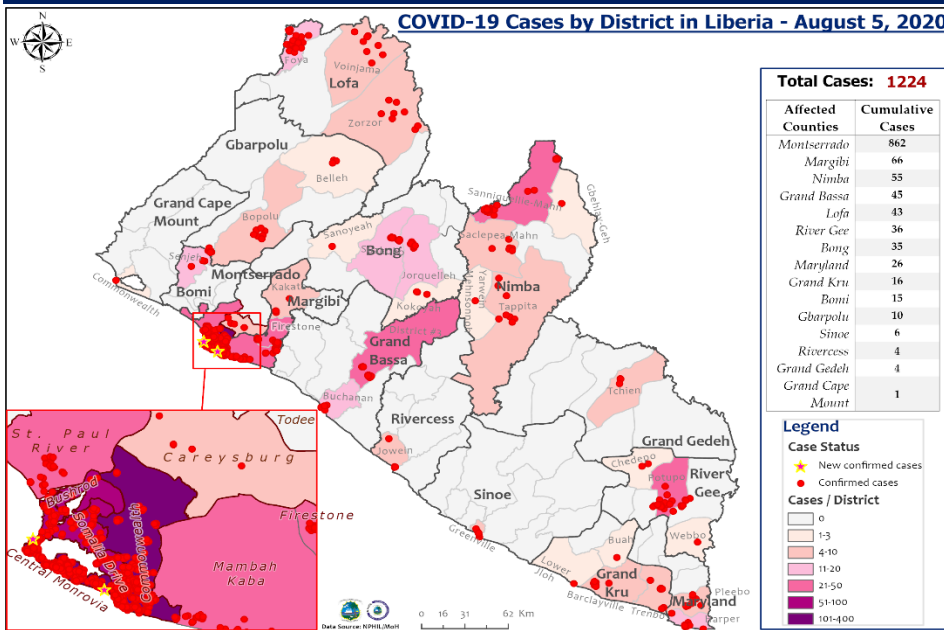 COVID-19 Cases by District in Liberia - August 5, 2020
N
W E
S
Foya
Voinjama
Lofa
Zorzor
Gbarpolu
Belleh
Grand Cape
Mount
Bopolu
Sanoyeah
Senjeh
Bomi
Montserrado
Commonwealth
Kakata
Margibi
Firestone
Bong
Jorquelleh
Kokoyah
Sanniquellie-Mahn
Gbehlay-Geh
Saclepea Mahn
Yarwein Mehnsonnoh
Nimba
Tappita
District #3
Grand
Bassa
Buchanan
Rivercess
Jowein
Tchien
Grand Gedeh
Chedepo
Potupo
River
Gee
Sinoe
Greenville
Webbo
Buah
Lower
Jloh
Grand
Kru
Barclayville
Trenbo
Maryland
Pleebo
Harper
Todee
St. Paul
River
Careysburg
Bushrod
Somalia Drive
Commonwealth
Central Monrovia
Firestone
Mambah
Kaba
Data Source: NPHIL/MoH
0 16 31 62 Km
Total Cases: 1224
Affected Counties Cumulative Cases
Montserrado 862
Margibi 66
Nimba 55
Grand Bassa 45
Lofa 43
River Gee 36
Bong 35
Maryland 26
Grand Kru 16
Bomi 15
Gbarpolu 10
Sinoe 6
Rivercess 4
Grand Gedeh 4
Grand Cape Mount 1
Legend
Case Status
New confirmed cases
Confirmed cases
Cases / District
0
1-3
4-10
11-20
21-50
51-100
101-400